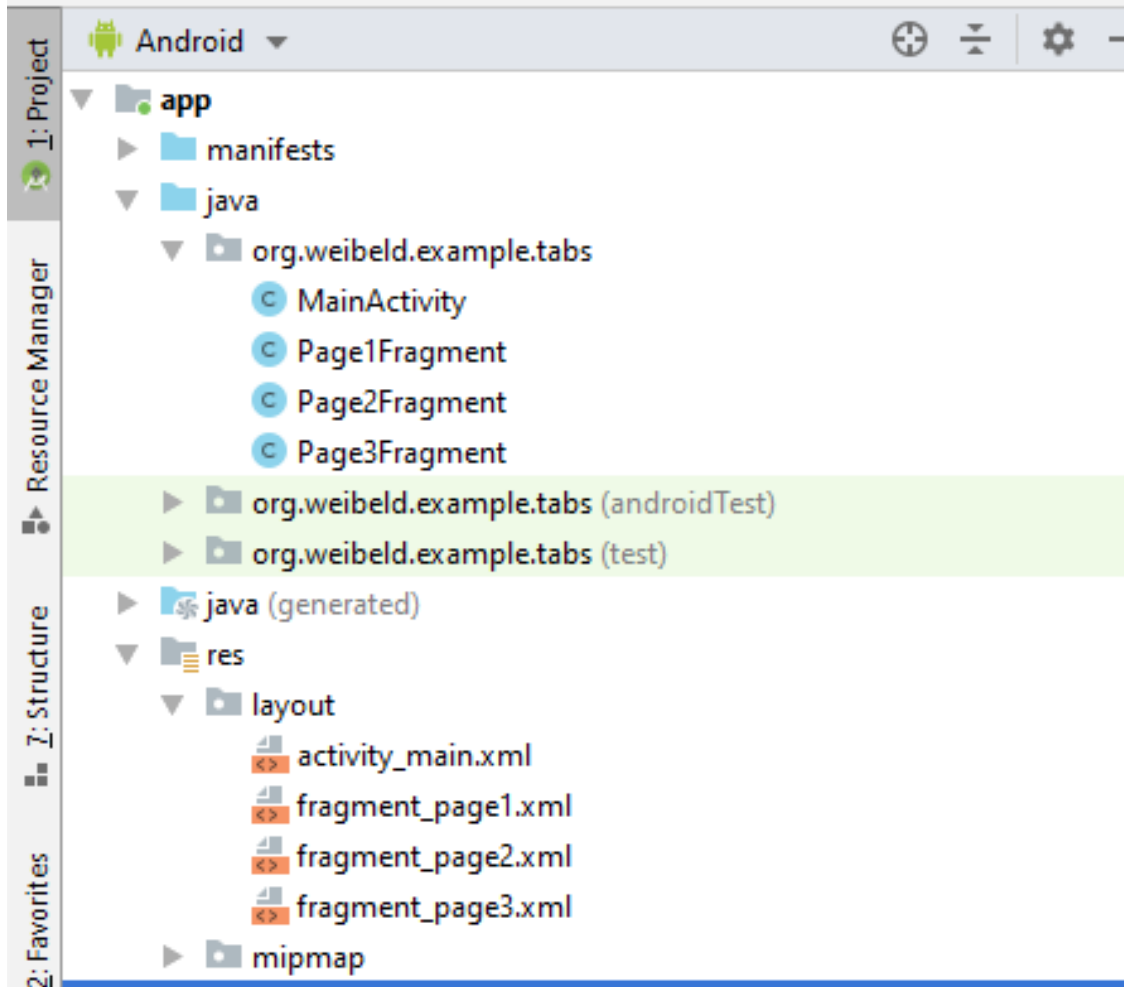 Android
app
manifests
java
org.weibeld.example.tabs
C MainActivity
C Page1Fragment
C Page2Fragment
C Page3Fragment
org.weibeld.example.tabs (androidTest)
org.weibeld.example.tabs (test)
java (generated)
res
layout
<> activity_main.xml
<> fragment_page1.xml
<> fragment_page2.xml
<> fragment_page3.xml
mipmap
1: Project
Resource Manager
7: Structure
2: Favorites